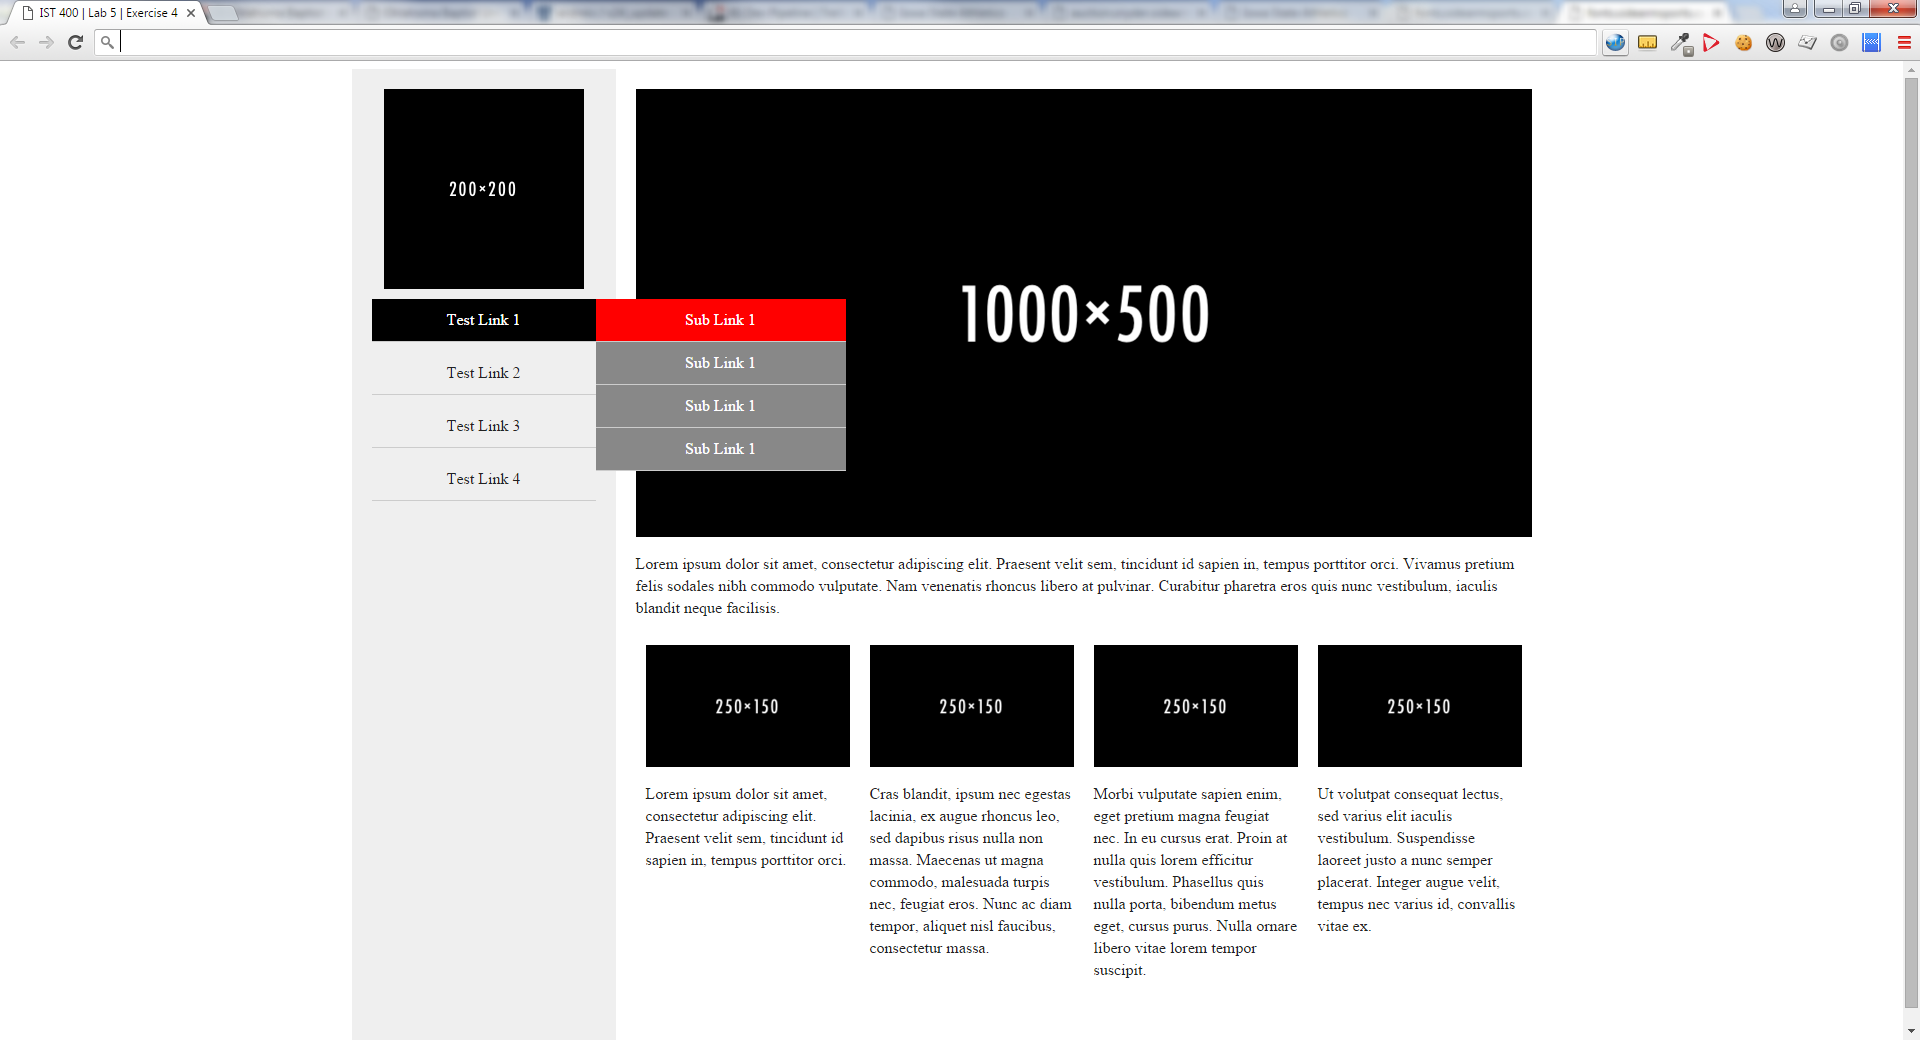 IST 400 | Lab 5 | Exercise 4
200×200
Test Link 1
Test Link 2
Test Link 3
Test Link 4
Sub Link 1
Sub Link 1
Sub Link 1
Sub Link 1
1000×500
Lorem ipsum dolor sit amet, consectetur adipiscing elit. Praesent velit sem, tincidunt id sapien in, tempus porttitor orci. Vivamus pretium
felis sodales nibh commodo vulputate. Nam venenatis rhoncus libero at pulvinar. Curabitur pharetra eros quis nunc vestibulum, iaculis
blandit neque facilisis.
250×150
Lorem ipsum dolor sit amet,
consectetur adipiscing elit.
Praesent velit sem, tincidunt id
sapien in, tempus porttitor orci.
250×150
Cras blandit, ipsum nec egestas
lacinia, ex augue rhoncus leo,
sed dapibus risus nulla non
massa. Maecenas ut magna
commodo, malesuada turpis
nec, feugiat eros. Nunc ac diam
tempor, aliquet nisl faucibus,
consectetur massa.
250×150
Morbi vulputate sapien enim,
eget pretium magna feugiat
nec. In eu cursus erat. Proin at
nulla quis lorem efficitur
vestibulum. Phasellus quis
nulla porta, bibendum metus
eget, cursus purus. Nulla ornare
libero vitae lorem tempor
suscipit.
250×150
Ut volutpat consequat lectus,
sed varius elit iaculis
vestibulum. Suspendisse
laoreet justo a nunc semper
placerat. Integer augue velit,
tempus nec varius id, convallis
vitae ex.